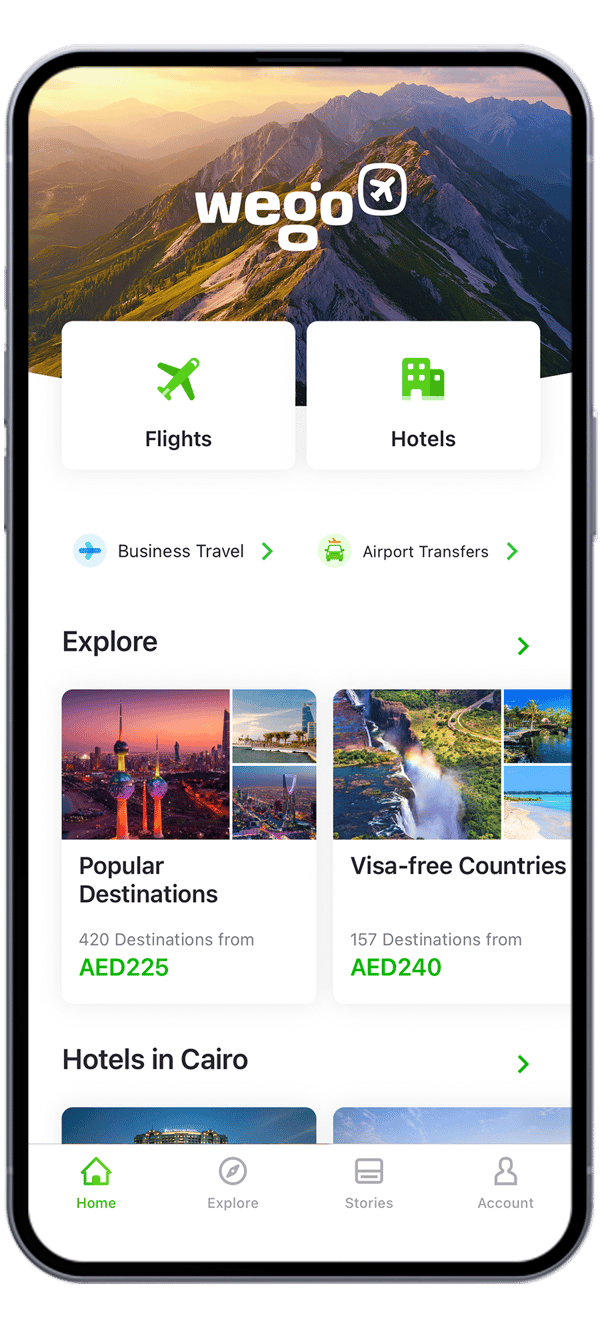 wego
Flights
Hotels
Business Travel
Airport Transfers
Explore
Popular
Destinations
420 Destinations from
AED225
Visa-free Countries
157 Destinations from
AED240
Hotels in Cairo
Home
Explore
Stories
Account